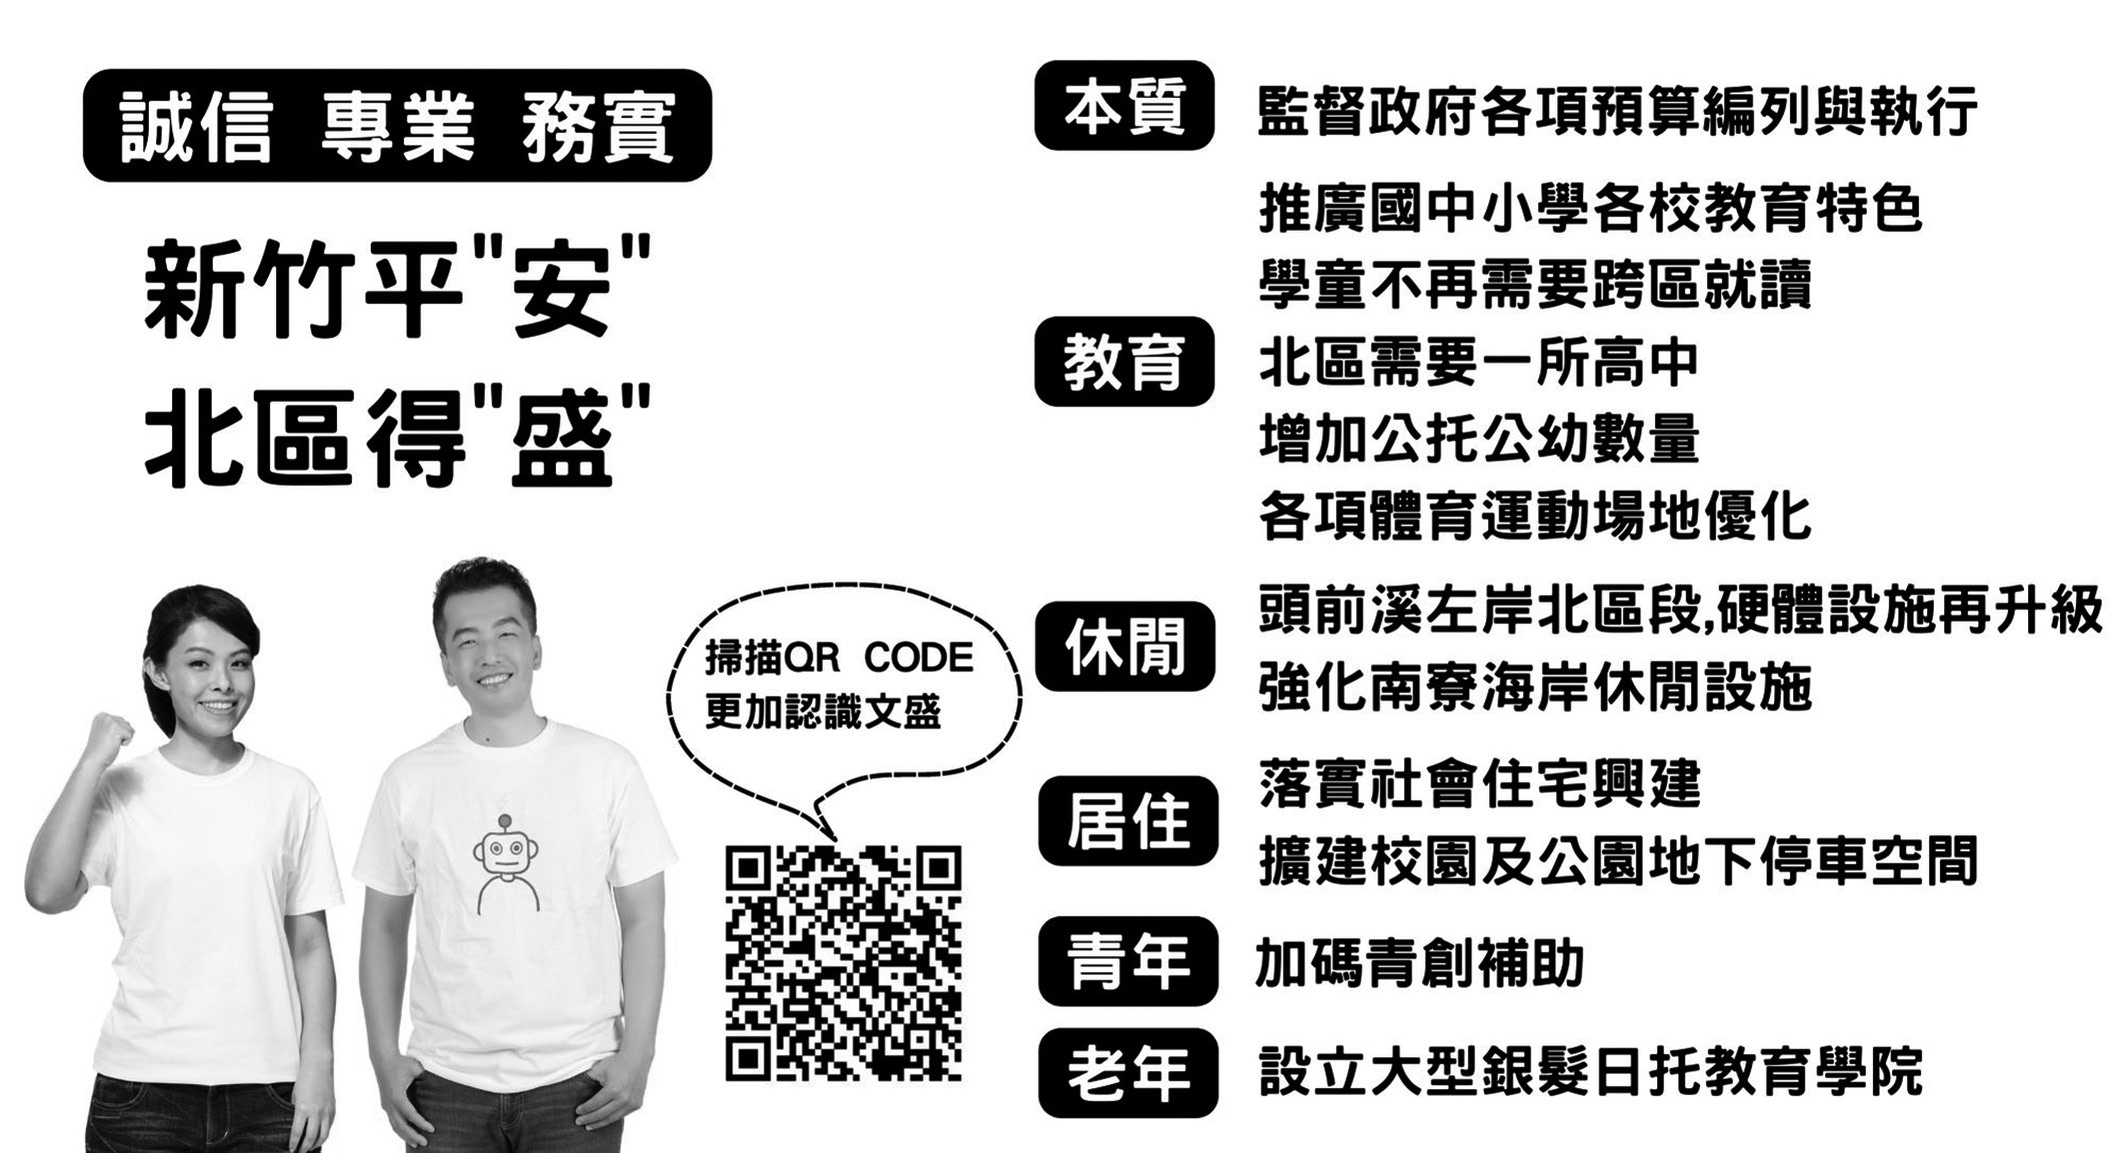 誠信 專業 務實
新竹平"安"
北區得"盛"
掃描QR CODE
更加認識文盛
本質
監督政府各項預算編列與執行
教育
推廣國中小學各校教育特色
學童不再需要跨區就讀
北區需要一所高中
增加公托公幼數量
各項體育運動場地優化
休閒
頭前溪左岸北區段,硬體設施再升級
強化南寮海岸休閒設施
居住
落實社會住宅興建
擴建校園及公園地下停車空間
青年
加碼青創補助
老年
設立大型銀髮日托教育學院